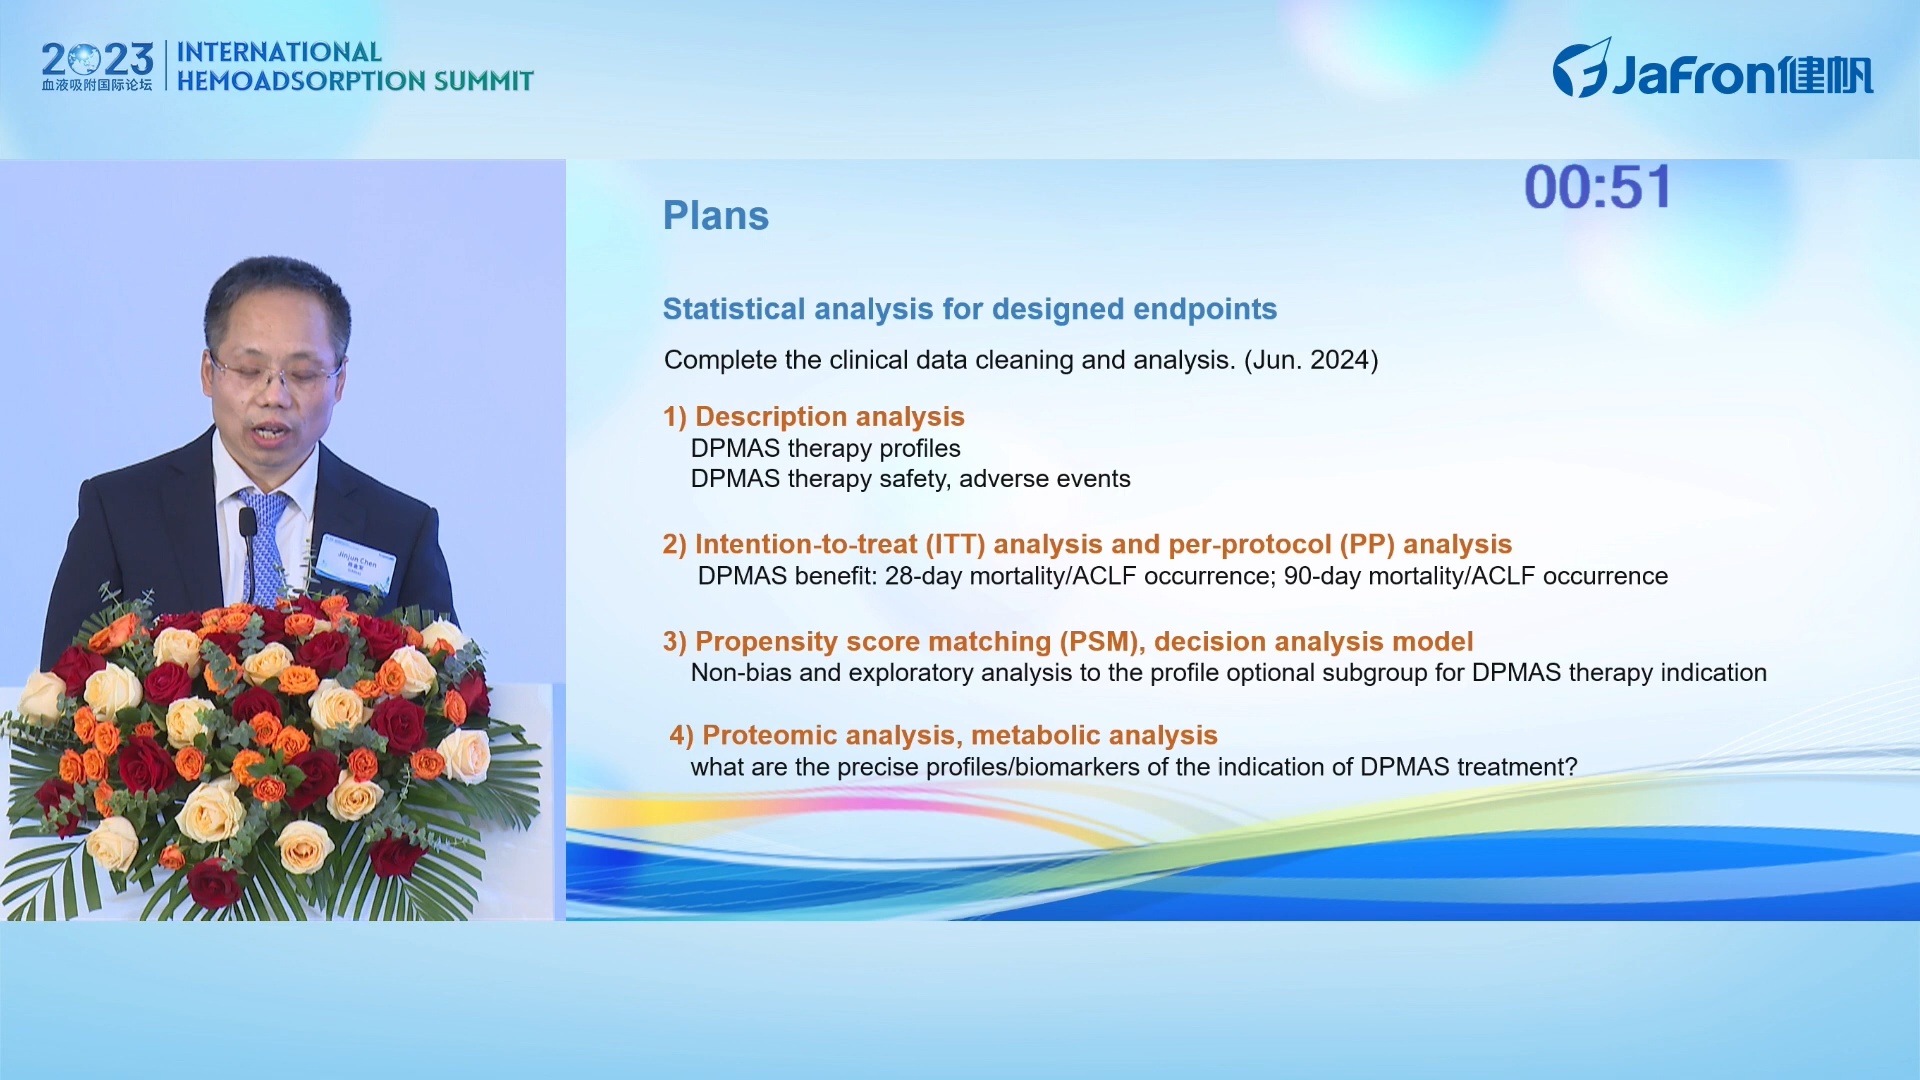 2023
血液吸附国际论坛
INTERNATIONAL
HEMOADSORPTION SUMMIT
JaFron健帆
00:51
Plans
Statistical analysis for designed endpoints
Complete the clinical data cleaning and analysis. (Jun. 2024)
1) Description analysis
DPMAS therapy profiles
DPMAS therapy safety, adverse events
2) Intention-to-treat (ITT) analysis and per-protocol (PP) analysis
DPMAS benefit: 28-day mortality/ACLF occurrence; 90-day mortality/ACLF occurrence
3) Propensity score matching (PSM), decision analysis model
Non-bias and exploratory analysis to the profile optional subgroup for DPMAS therapy indication
4) Proteomic analysis, metabolic analysis
what are the precise profiles/biomarkers of the indication of DPMAS treatment?
Jinjun Chen